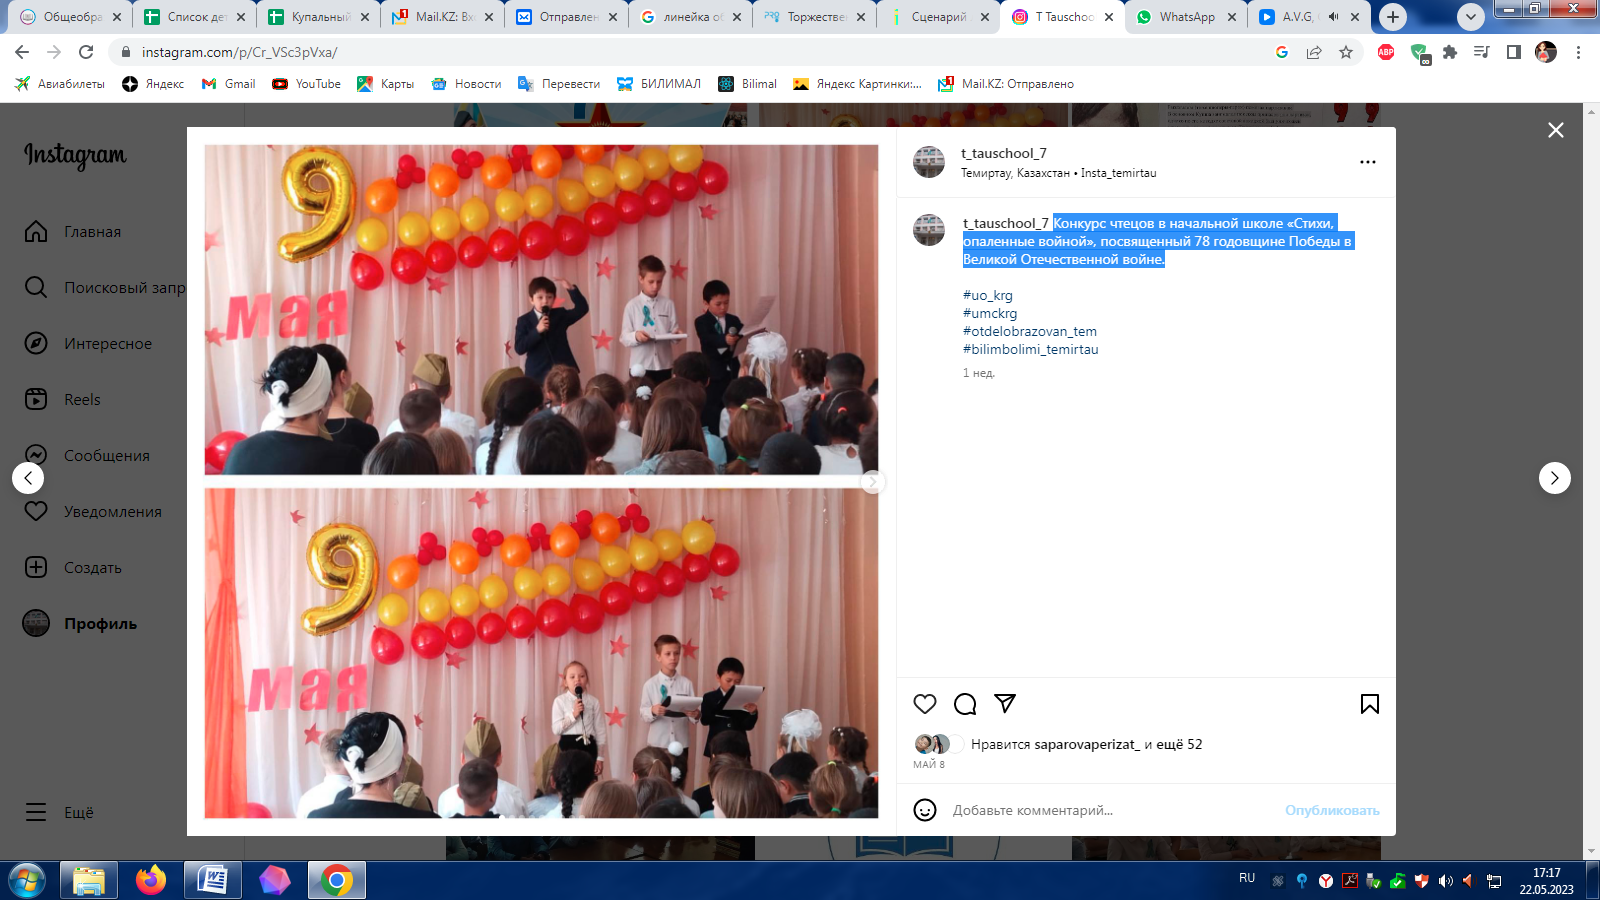 Общеобра
Список дет
Купальный
Mail.KZ: Вх
Отправлен
линейка об
Торжестве
Сценарий
T Tauschoo
WhatsApp
A.V.G,
instagram.com/p/Cr_VSc3pVxa/
ABP
Авиабилеты
Яндекс
Gmail
YouTube
Карты
Новости
Перевести
БИЛИМАЛ
Bilimal
Яндекс Картинки:...
Mail.KZ: Отправлено
Instagram
Главная
Поисковый запр
Интересное
Reels
Сообщения
Уведомления
Создать
Профиль
Ещё
9
мая
9
мая
t_tauschool_7
Темиртау, Казахстан • Insta_temirtau
t_tauschool_7 Конкурс чтецов в начальной школе «Стихи,
опаленные войной», посвященный 78 годовщине Победы в
Великой Отечественной войне.
#uo_krg
#umckrg
#otdelobrazovan_tem
#bilimbolimi_temirtau
1 нед.
Нравится saparovaperizat_ и ещё 52
МАЙ 8
Добавьте комментарий...
Опубликовать
RU
17:17
22.05.2023